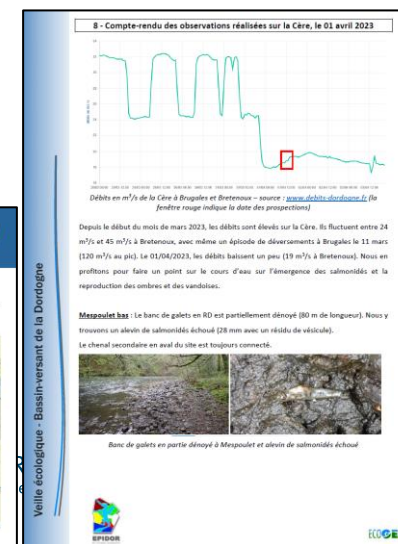 8 - Compte-rendu des observations réalisées sur la Cère, le 01 avril 2023
Débits en m³/s de la Cère à Brugales et Bretenoux – source : www.debits-dordogne.fr (la
fenêtre rouge indique la date des prospections)
Depuis le début du mois de mars 2023, les débits sont élevés sur la Cère. Ils fluctuent entre 24
m³/s et 45 m³/s à Bretenoux, avec même un épisode de déversements à Brugales le 11 mars
(120 m³/s au pic). Le 01/04/2023, les débits baissent un peu (19 m³/s à Bretenoux). Nous en
profitons pour faire un point sur le cours d'eau sur l'émergence des salmonidés et la
reproduction des ombres et des vandoises.
Mespoulet bas : Le banc de galets en RD est partiellement dénoyé (80 m de longueur). Nous y
trouvons un alevin de salmonidés échoué (28 mm avec un résidu de vésicule).
Le chenal secondaire en aval du site est toujours connecté.
Banc de galets en partie dénoyé à Mespoulet et alevin de salmonidés échoué
Veille écologique - Bassin-versant de la Dordogne
EPIDOR